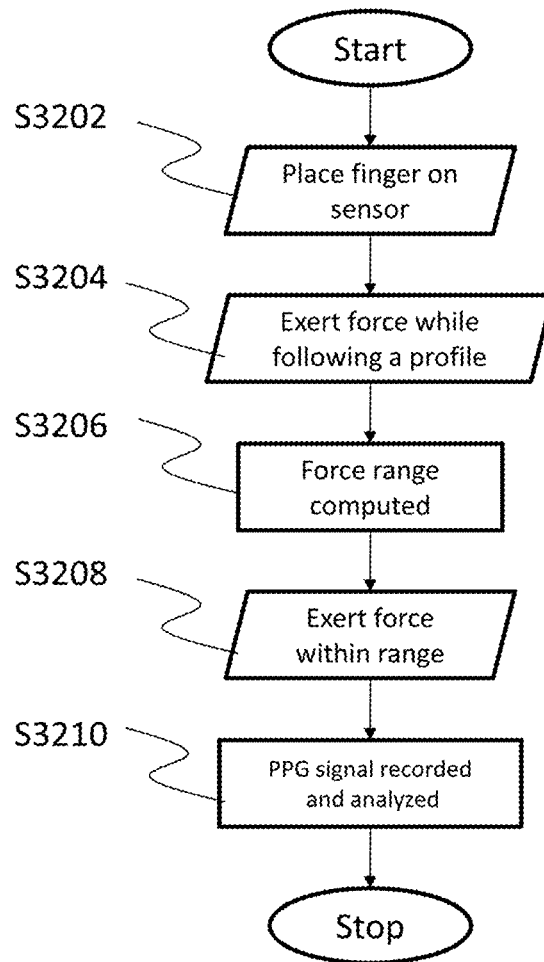 Start
S3202
Place finger on
sensor
S3204
Exert force while
following a profile
S3206
Force range
computed
S3208
Exert force
within range
S3210
PPG signal recorded
and analyzed
Stop